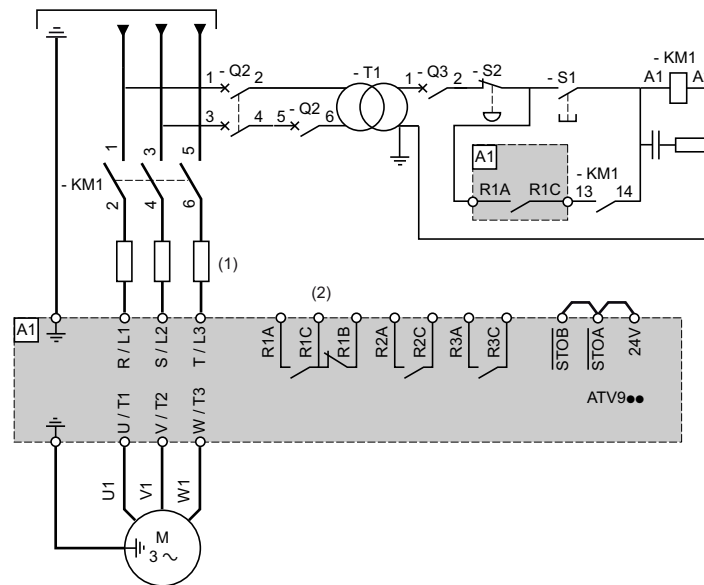 - Q2
1
2
3
4
- Q2
5
6
- T1
1
- Q3
2
- S2
- S1
- KM1
A1
A
A1
R1A
R1C
- KM1
13
14
1
3
5
- KM1
2
4
6
(1)
(2)
A1
R / L1
S / L2
T / L3
R1A
R1C
R1B
R2A
R2C
R3A
R3C
STOB
STOA
24V
ATV9●●
U / T1
V / T2
W / T3
U1
V1
W1
M
3 ~